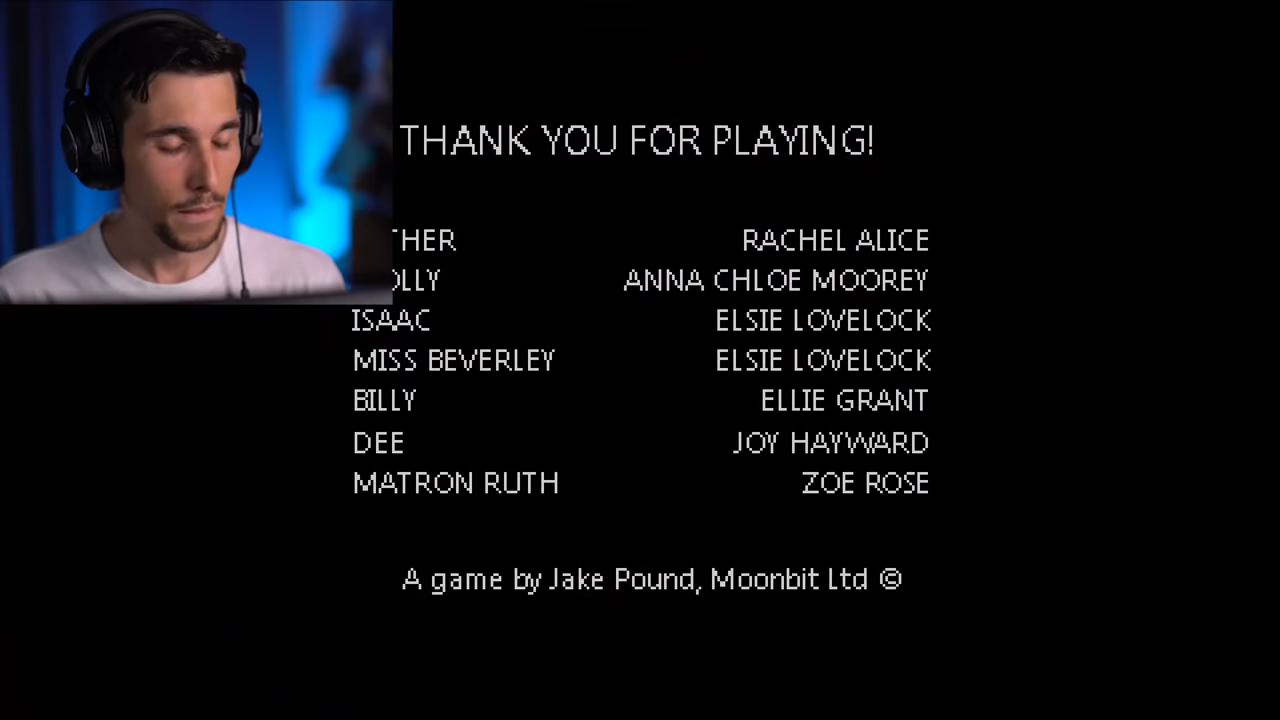 THANK YOU FOR PLAYING!
RACHEL ALICE
ANNA CHLOE MOOREY
ISAAC ELSIE LOVELOCK
MISS BEVERLEY ELSIE LOVELOCK
BILLY ELLIE GRANT
DEE JOY HAYWARD
MATRON RUTH ZOE ROSE
A game by Jake Pound, Moonbit Ltd ©